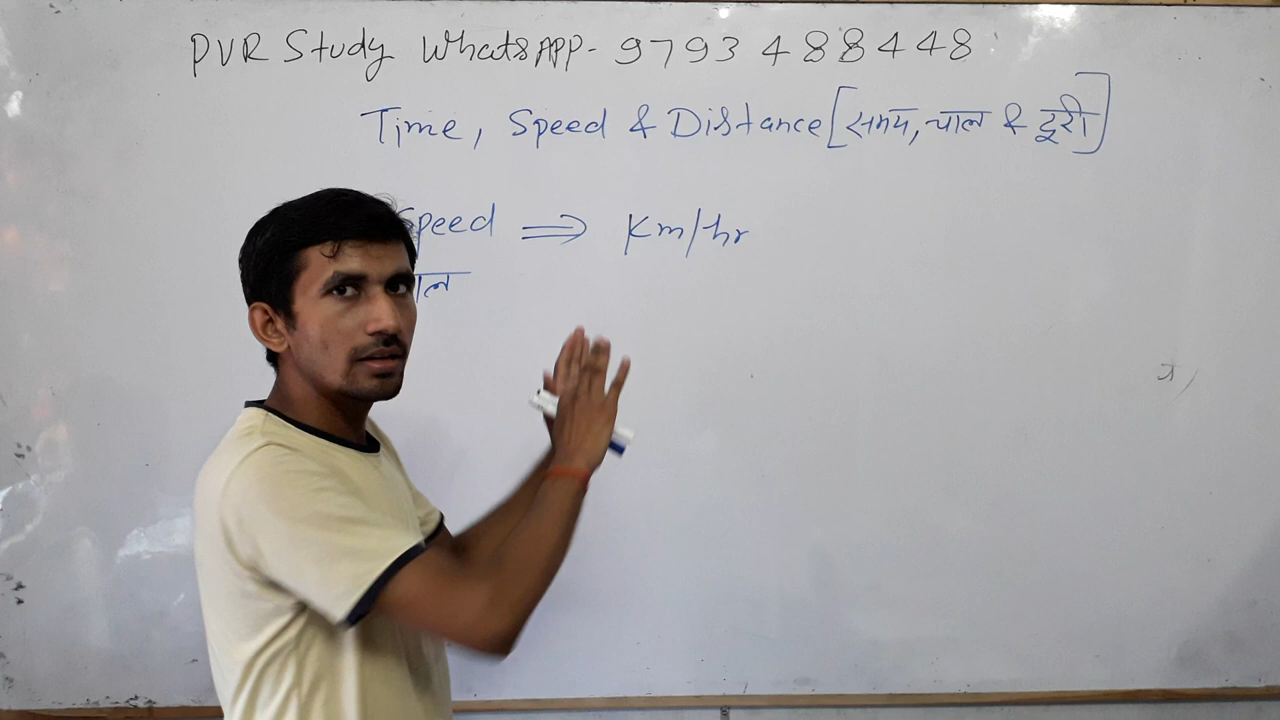 PVR Study WhatsAPP- 9793 488448
Time, Speed & Distance [समय, चाल & दूरी]
Speed ⇒ Km/hr